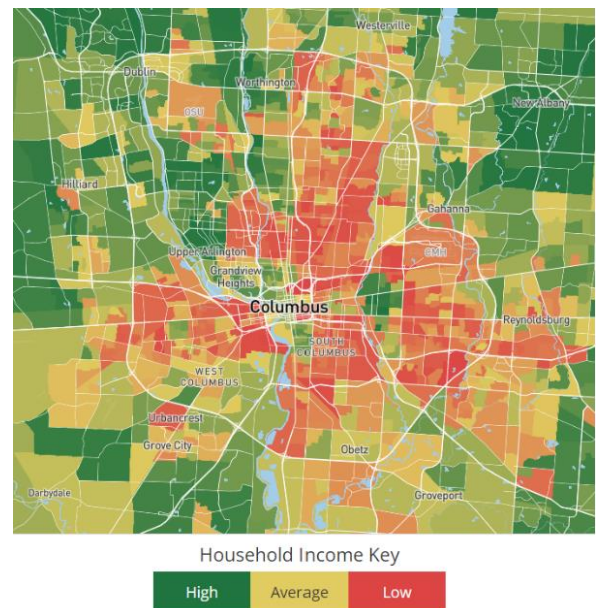 Westerville
Dublin
Worthington
OSU
New Albany
Hilliard
Gahanna
Upper Arlington
CMH
Grandview
Heights
Columbus
Reynoldsburg
SOUTH
COLUMBUS
WEST
COLUMBUS
Urbancrest
Grove City
Obetz
Darbydale
Groveport
Household Income Key
High Average Low